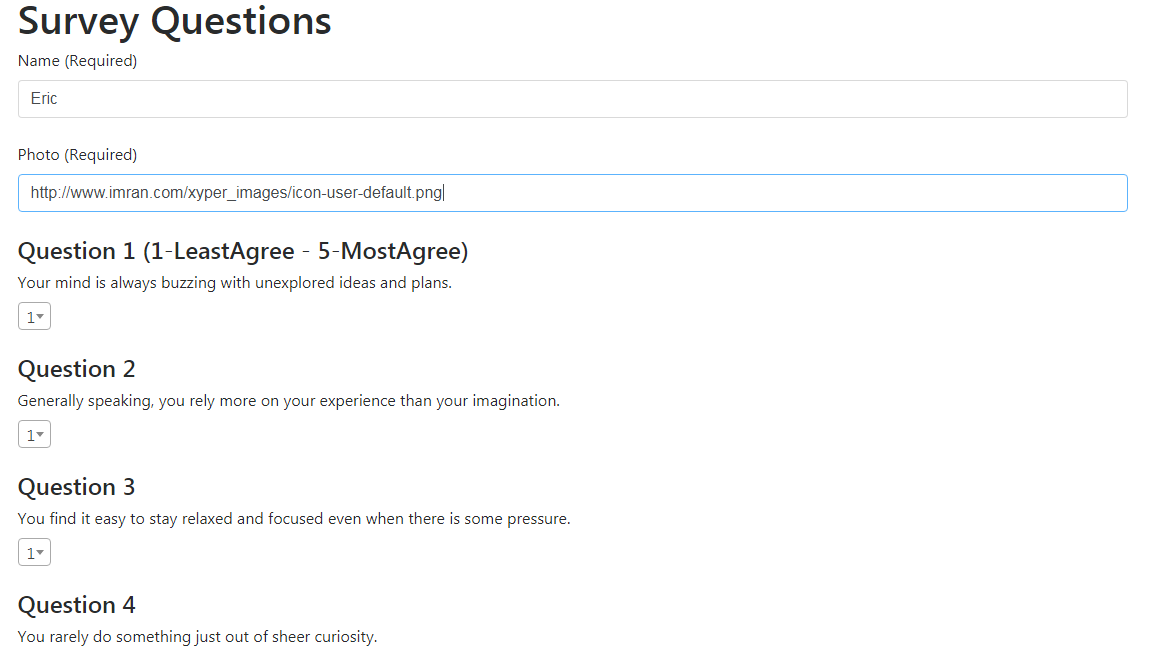 Survey Questions
Name (Required)
Eric
Photo (Required)
http://www.imran.com/xyper_images/icon-user-default.png
Question 1 (1-LeastAgree - 5-MostAgree)
Your mind is always buzzing with unexplored ideas and plans.
1
Question 2
Generally speaking, you rely more on your experience than your imagination.
1
Question 3
You find it easy to stay relaxed and focused even when there is some pressure.
1
Question 4
You rarely do something just out of sheer curiosity.